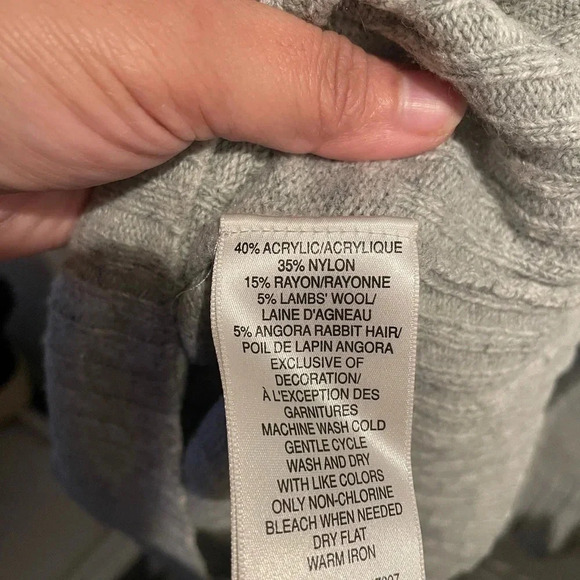 40% ACRYLIC/ACRYLIQUE
35% NYLON
15% RAYON/RAYONNE
5% LAMBS' WOOL/
LAINE D'AGNEAU
5% ANGORA RABBIT HAIR/
POIL DE LAPIN ANGORA
EXCLUSIVE OF
DECORATION/
À L'EXCEPTION DES
GARNITURES
MACHINE WASH COLD
GENTLE CYCLE
WASH AND DRY
WITH LIKE COLORS
ONLY NON-CHLORINE
BLEACH WHEN NEEDED
DRY FLAT
WARM IRON